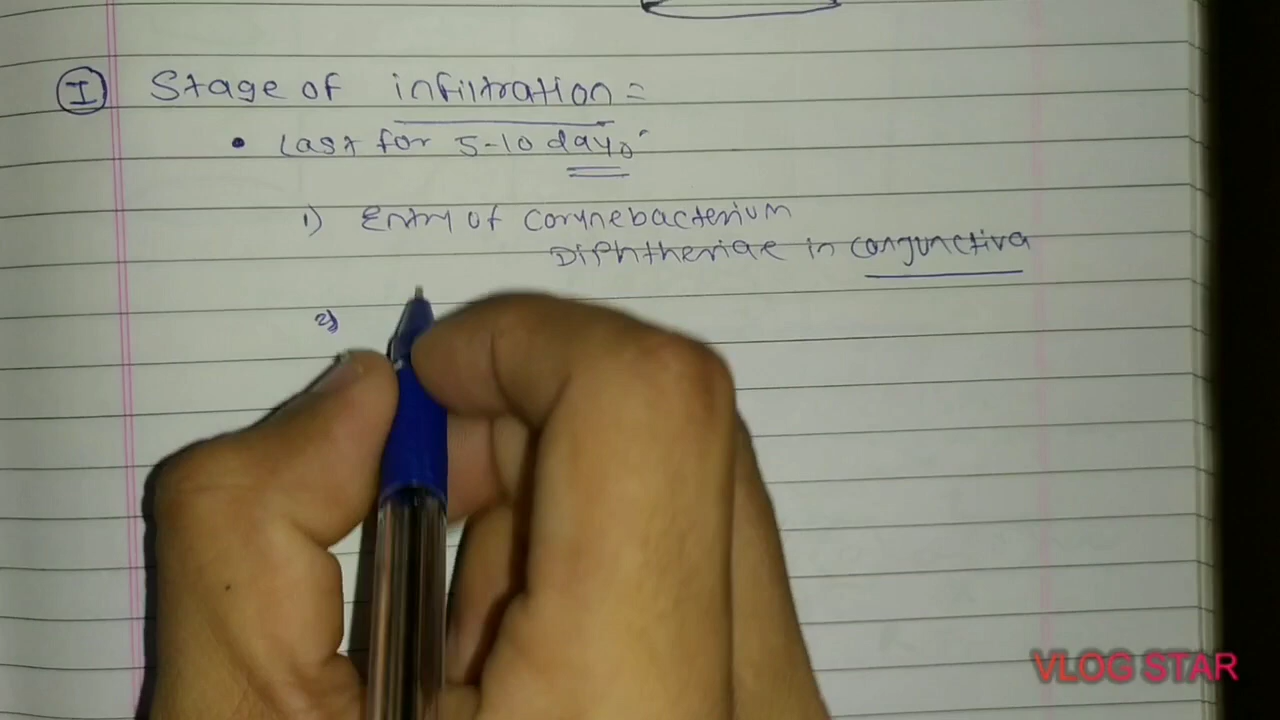 I Stage of infiltration =
• Last for 5-10 days
1) Entry of Corynebacterium
Diphtheriae in conjunctiva
2)
VLOG STAR